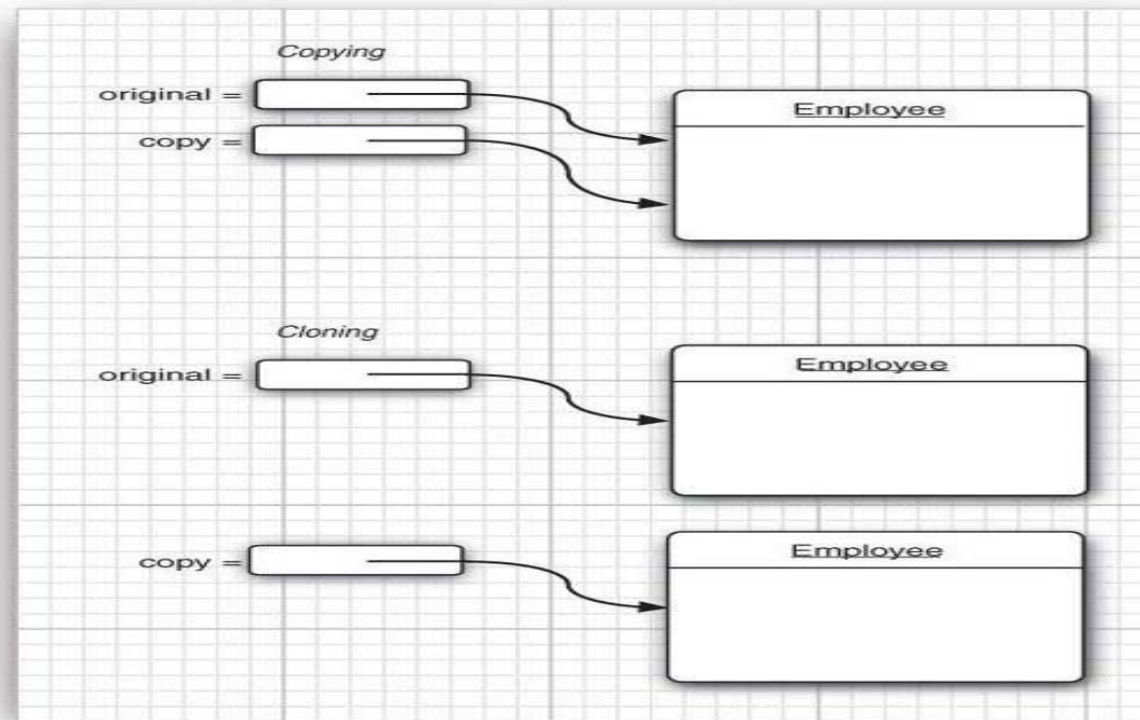 Copying
original =
Employee
copy =
Cloning
original =
Employee
copy =
Employee